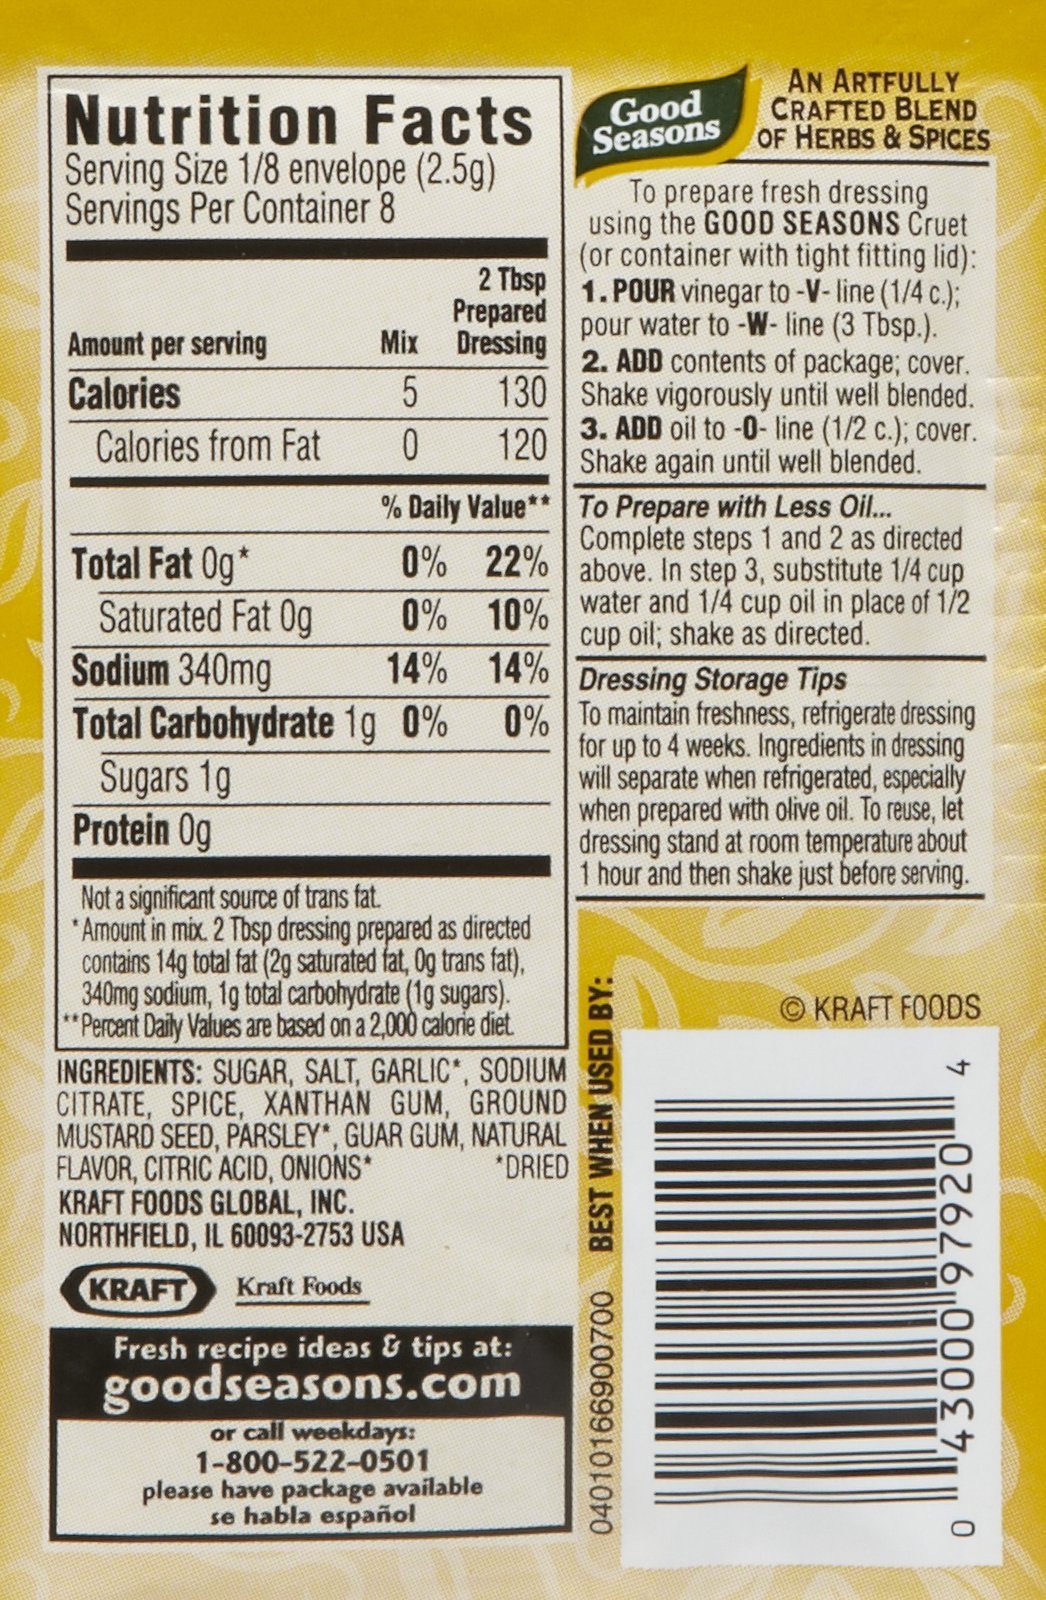 Nutrition Facts
Serving Size 1/8 envelope (2.5g)
Servings Per Container 8
2 Tbsp
Prepared
Amount per serving Mix Dressing
Calories 5 130
Calories from Fat 0 120
% Daily Value**
Total Fat 0g* 0% 22%
Saturated Fat 0g 0% 10%
Sodium 340mg 14% 14%
Total Carbohydrate 1g 0% 0%
Sugars 1g
Protein 0g
Not a significant source of trans fat.
*Amount in mix. 2 Tbsp dressing prepared as directed
contains 14g total fat (2g saturated fat, 0g trans fat),
340mg sodium, 1g total carbohydrate (1g sugars).
**Percent Daily Values are based on a 2,000 calorie diet.
INGREDIENTS: SUGAR, SALT, GARLIC*, SODIUM
CITRATE, SPICE, XANTHAN GUM, GROUND
MUSTARD SEED, PARSLEY*, GUAR GUM, NATURAL
FLAVOR, CITRIC ACID, ONIONS* *DRIED
KRAFT FOODS GLOBAL, INC.
NORTHFIELD, IL 60093-2753 USA
KRAFT Kraft Foods
Fresh recipe ideas & tips at:
goodseasons.com
or call weekdays:
1-800-522-0501
please have package available
se habla español
Good
Seasons
AN ARTFULLY
CRAFTED BLEND
OF HERBS & SPICES
To prepare fresh dressing
using the GOOD SEASONS Cruet
(or container with tight fitting lid):
1. POUR vinegar to -V- line (1/4 c.);
pour water to -W- line (3 Tbsp.).
2. ADD contents of package; cover.
Shake vigorously until well blended.
3. ADD oil to -O- line (1/2 c.); cover.
Shake again until well blended.
To Prepare with Less Oil...
Complete steps 1 and 2 as directed
above. In step 3, substitute 1/4 cup
water and 1/4 cup oil in place of 1/2
cup oil; shake as directed.
Dressing Storage Tips
To maintain freshness, refrigerate dressing
for up to 4 weeks. Ingredients in dressing
will separate when refrigerated, especially
when prepared with olive oil. To reuse, let
dressing stand at room temperature about
1 hour and then shake just before serving.
© KRAFT FOODS
BEST WHEN USED BY:
04010166900700
0 43000 97920 4